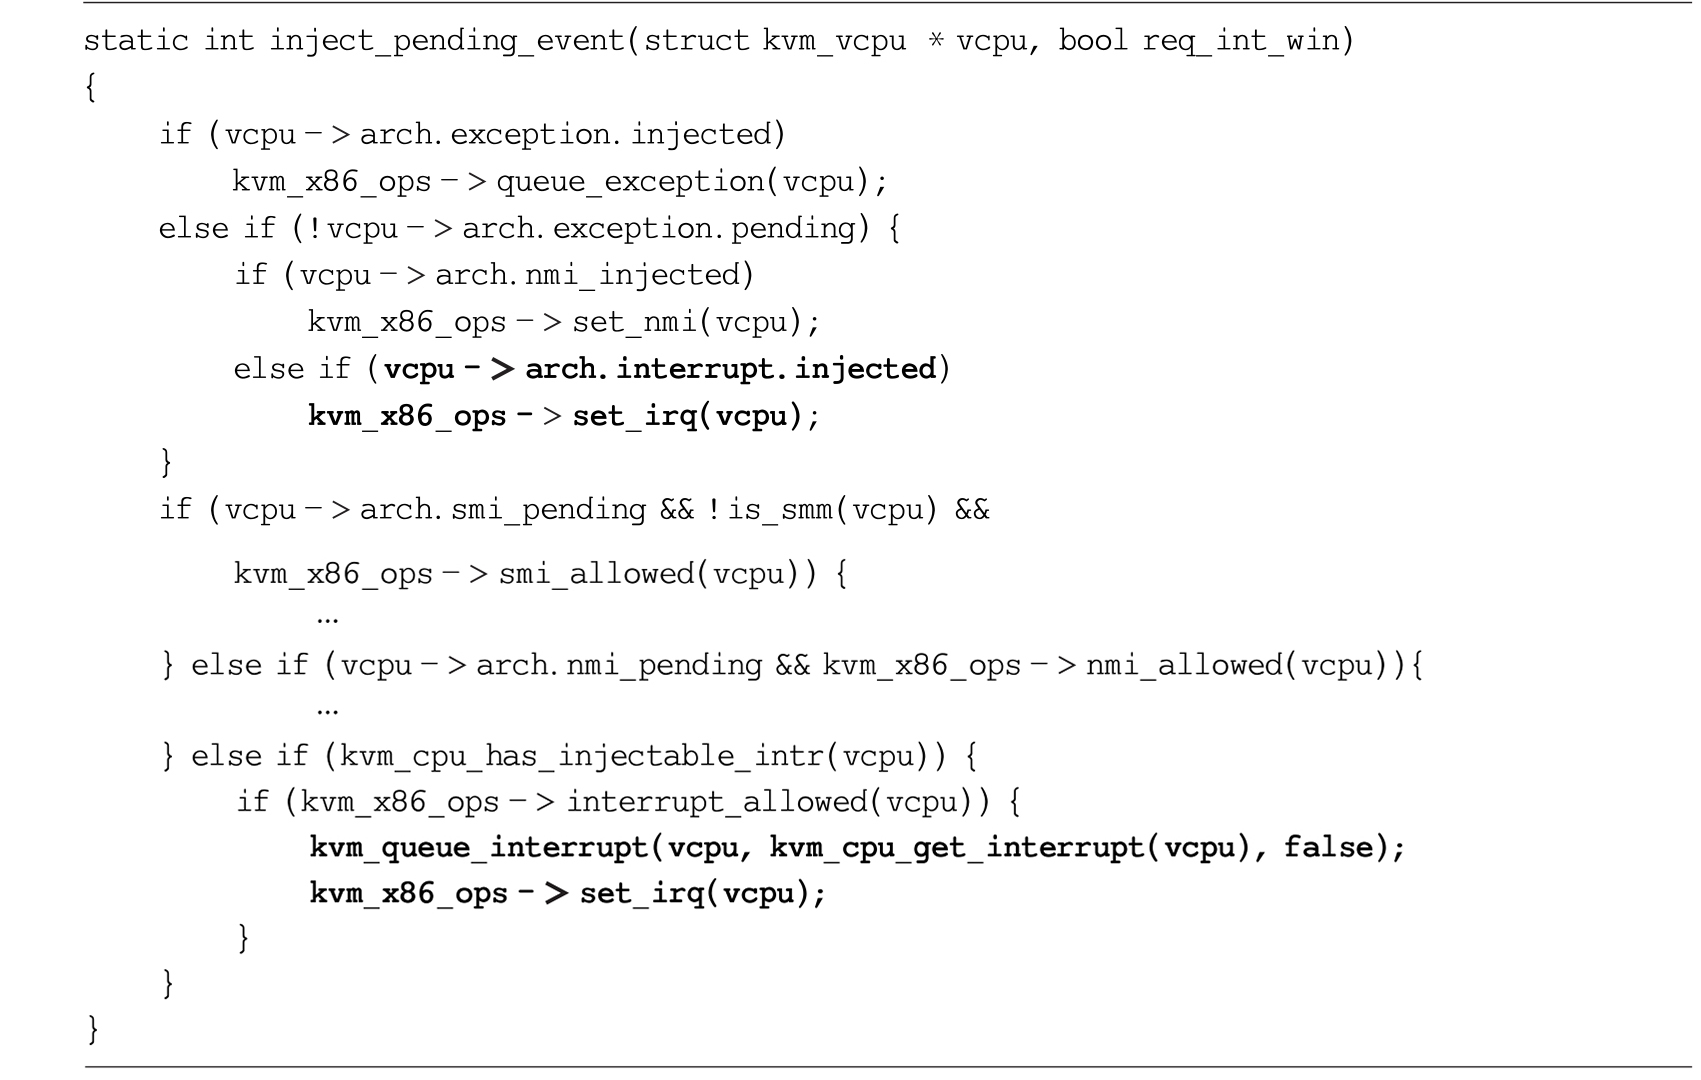 static int inject_pending_event(struct kvm_vcpu * vcpu, bool req_int_win)
{
if (vcpu -> arch.exception.injected)
kvm_x86_ops -> queue_exception(vcpu);
else if (!vcpu -> arch.exception.pending) {
if (vcpu -> arch.nmi_injected)
kvm_x86_ops -> set_nmi(vcpu);
else if (vcpu -> arch.interrupt.injected)
kvm_x86_ops -> set_irq(vcpu);
}
if (vcpu -> arch.smi_pending && !is_smm(vcpu) &&
kvm_x86_ops -> smi_allowed(vcpu)) {
…
} else if (vcpu -> arch.nmi_pending && kvm_x86_ops -> nmi_allowed(vcpu)){
…
} else if (kvm_cpu_has_injectable_intr(vcpu)) {
if (kvm_x86_ops -> interrupt_allowed(vcpu)) {
kvm_queue_interrupt(vcpu, kvm_cpu_get_interrupt(vcpu), false);
kvm_x86_ops -> set_irq(vcpu);
}
}
}